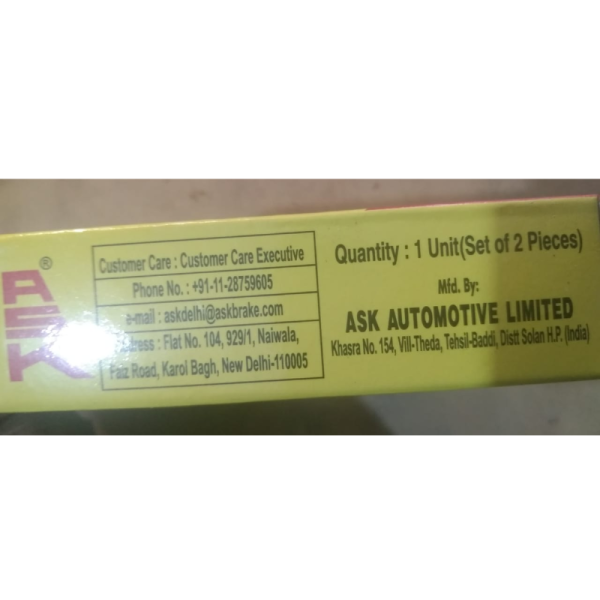 ASK®
Customer Care : Customer Care Executive
Phone No. : +91-11-28759605
e-mail : askdelhi@askbrake.com
Address : Flat No. 104, 929/1, Naiwala,
Faiz Road, Karol Bagh, New Delhi-110005
Quantity : 1 Unit(Set of 2 Pieces)
Mfd. By:
ASK AUTOMOTIVE LIMITED
Khasra No. 154, Vill-Theda, Tehsil-Baddi, Distt Solan H.P. (India)